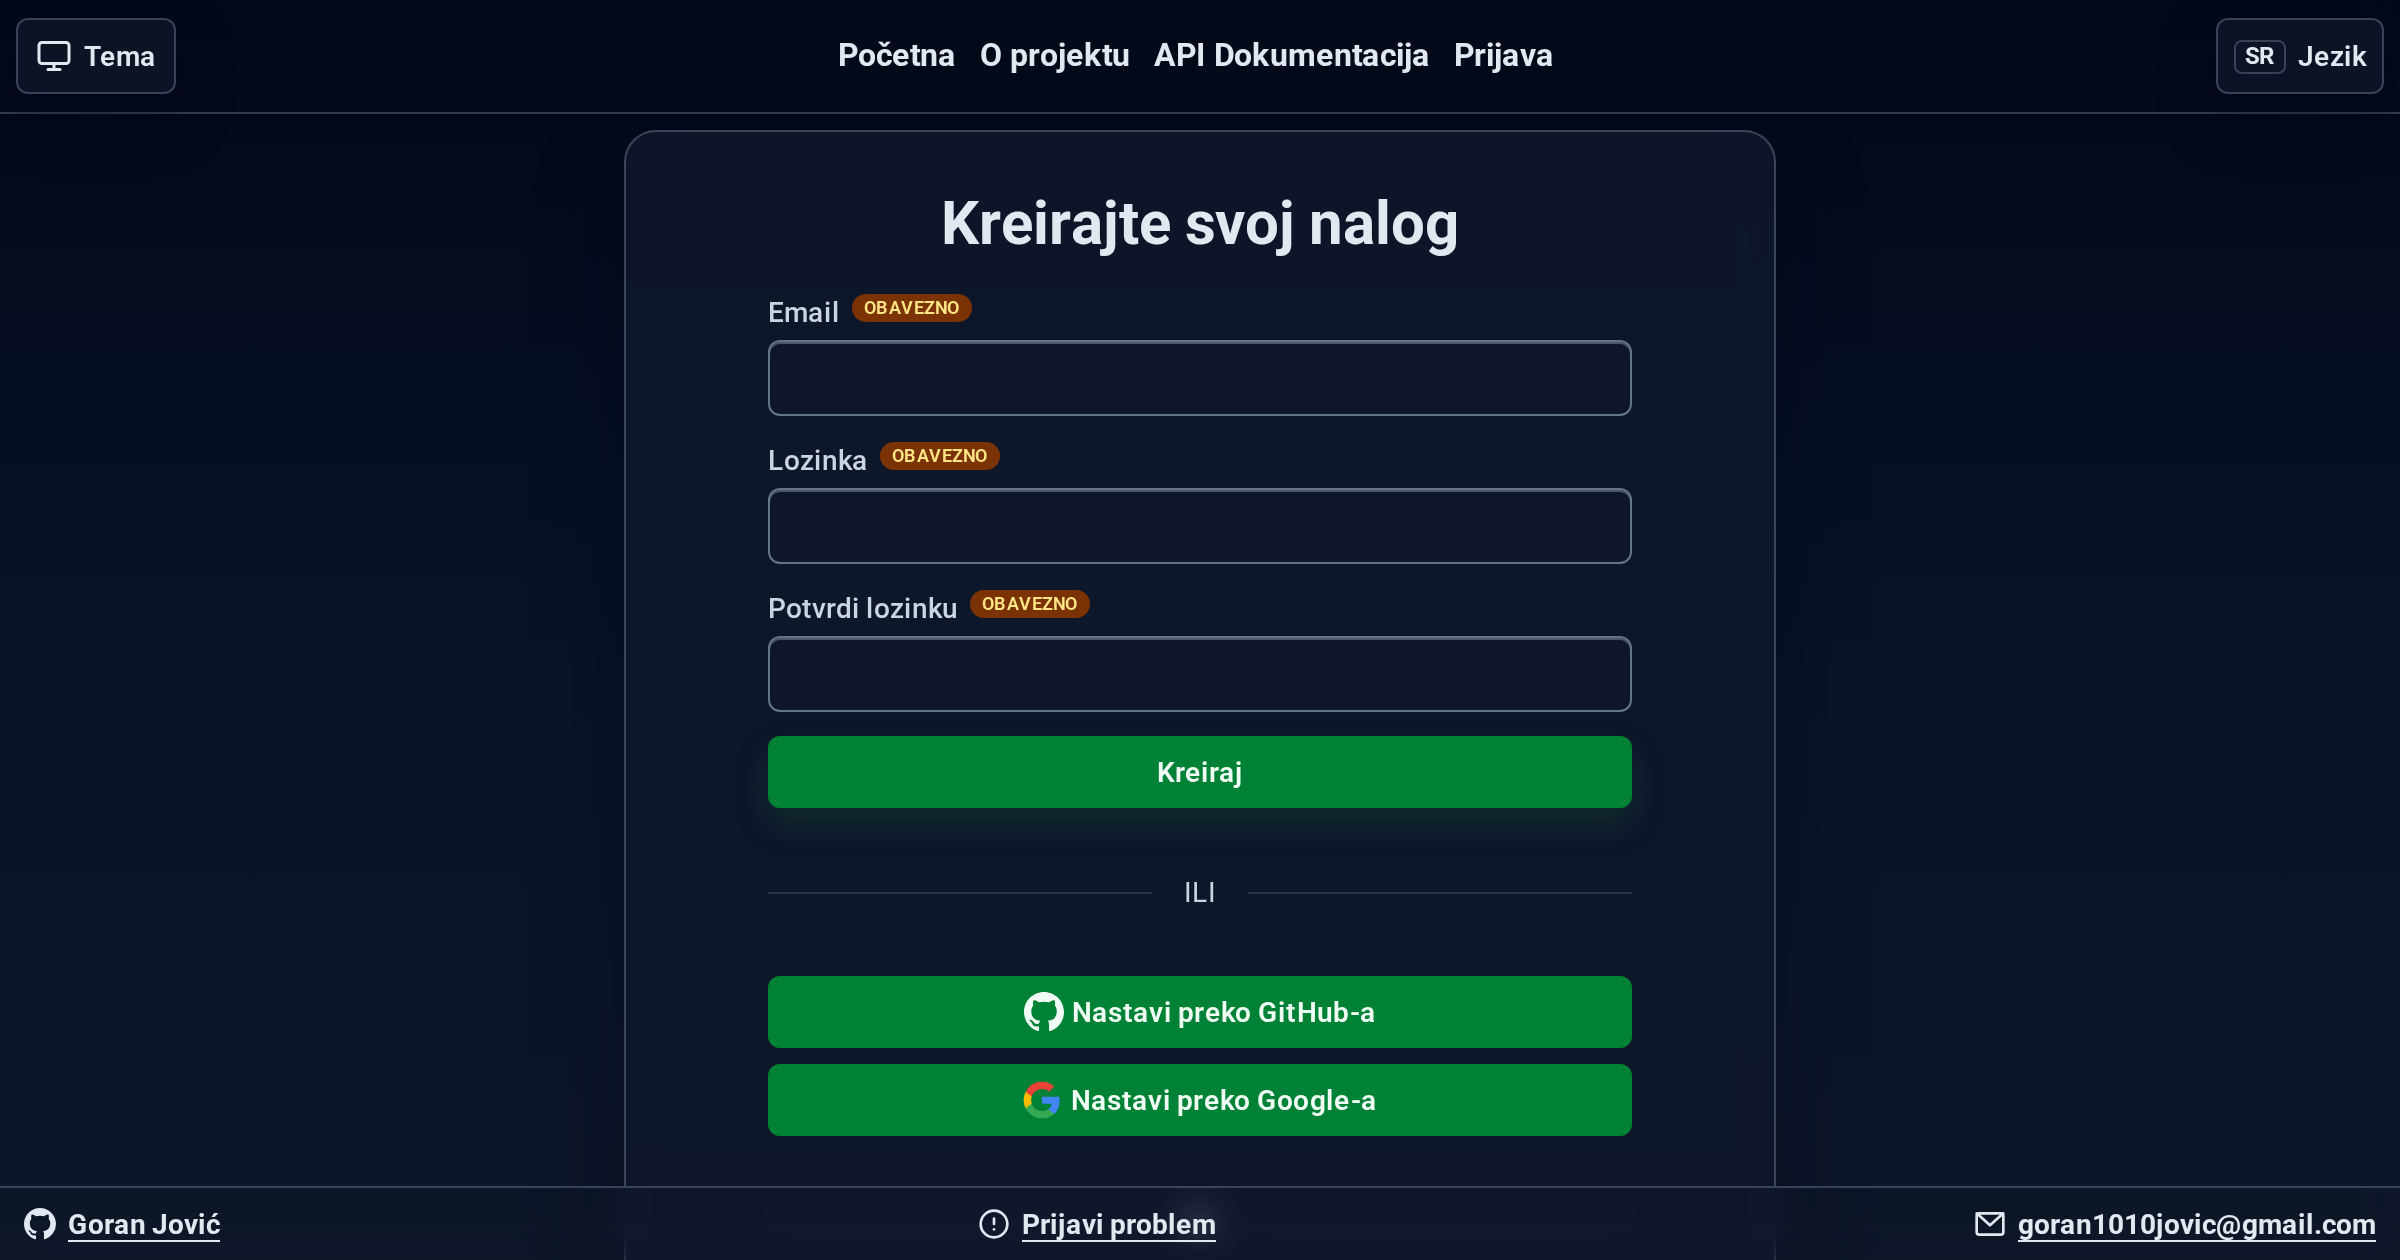 Tema
Početna O projektu API Dokumentacija Prijava
SR Jezik
Kreirajte svoj nalog
Email OBAVEZNO
Lozinka OBAVEZNO
Potvrdi lozinku OBAVEZNO
Kreiraj
ILI
Nastavi preko GitHub-a
Nastavi preko Google-a
Goran Jović
Prijavi problem
goran1010jovic@gmail.com